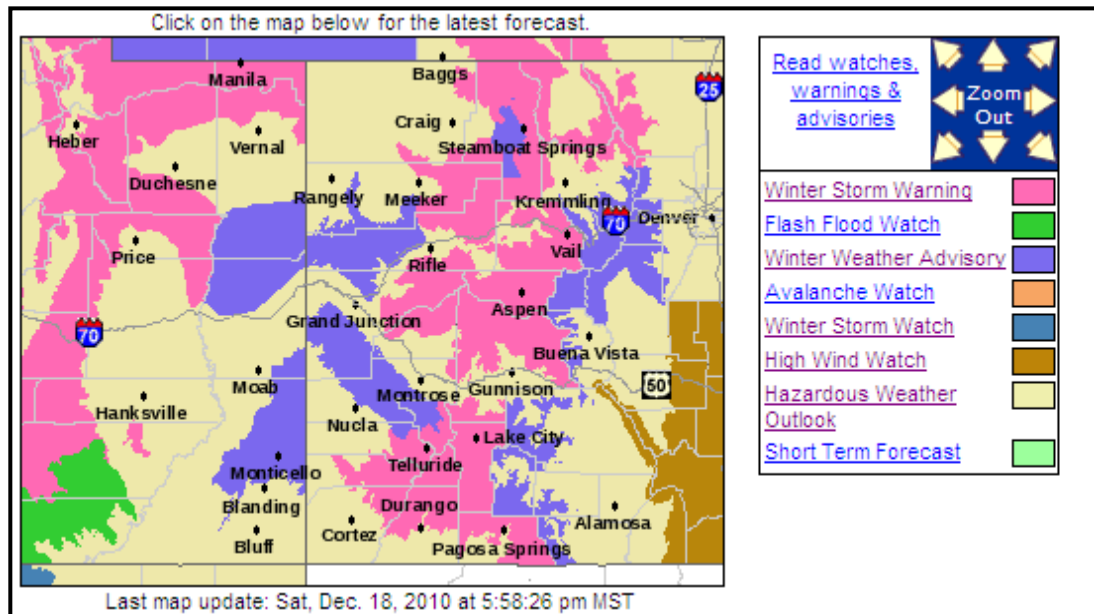 Click on the map below for the latest forecast.
Manila
Baggs
25
Craig
Heber
Vernal
Steamboat Springs
Duchesne
Rangely
Meeker
Kremmling
70
Denver
Price
Rifle
Vail
Grand Junction
Aspen
70
Buena Vista
Moab
Montrose
Gunnison
50
Hanksville
Nucla
Lake City
Monticello
Telluride
Blanding
Durango
Alamosa
Bluff
Cortez
Pagosa Springs
Last map update: Sat, Dec. 18, 2010 at 5:58:26 pm MST
Read watches,
warnings &
advisories
Zoom
Out
Winter Storm Warning
Flash Flood Watch
Winter Weather Advisory
Avalanche Watch
Winter Storm Watch
High Wind Watch
Hazardous Weather
Outlook
Short Term Forecast